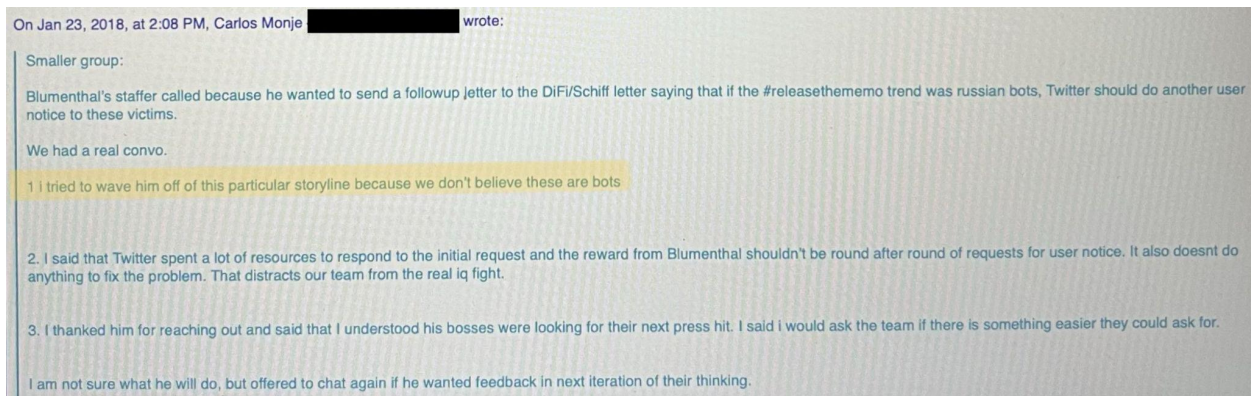 On Jan 23, 2018, at 2:08 PM, Carlos Monje wrote:
Smaller group:
Blumenthal's staffer called because he wanted to send a followup letter to the DiFi/Schiff letter saying that if the #releasethememo trend was russian bots, Twitter should do another user
notice to these victims.
We had a real convo.
1 i tried to wave him off of this particular storyline because we don't believe these are bots
2. I said that Twitter spent a lot of resources to respond to the initial request and the reward from Blumenthal shouldn't be round after round of requests for user notice. It also doesnt do
anything to fix the problem. That distracts our team from the real iq fight.
3. I thanked him for reaching out and said that I understood his bosses were looking for their next press hit. I said i would ask the team if there is something easier they could ask for.
I am not sure what he will do, but offered to chat again if he wanted feedback in next iteration of their thinking.